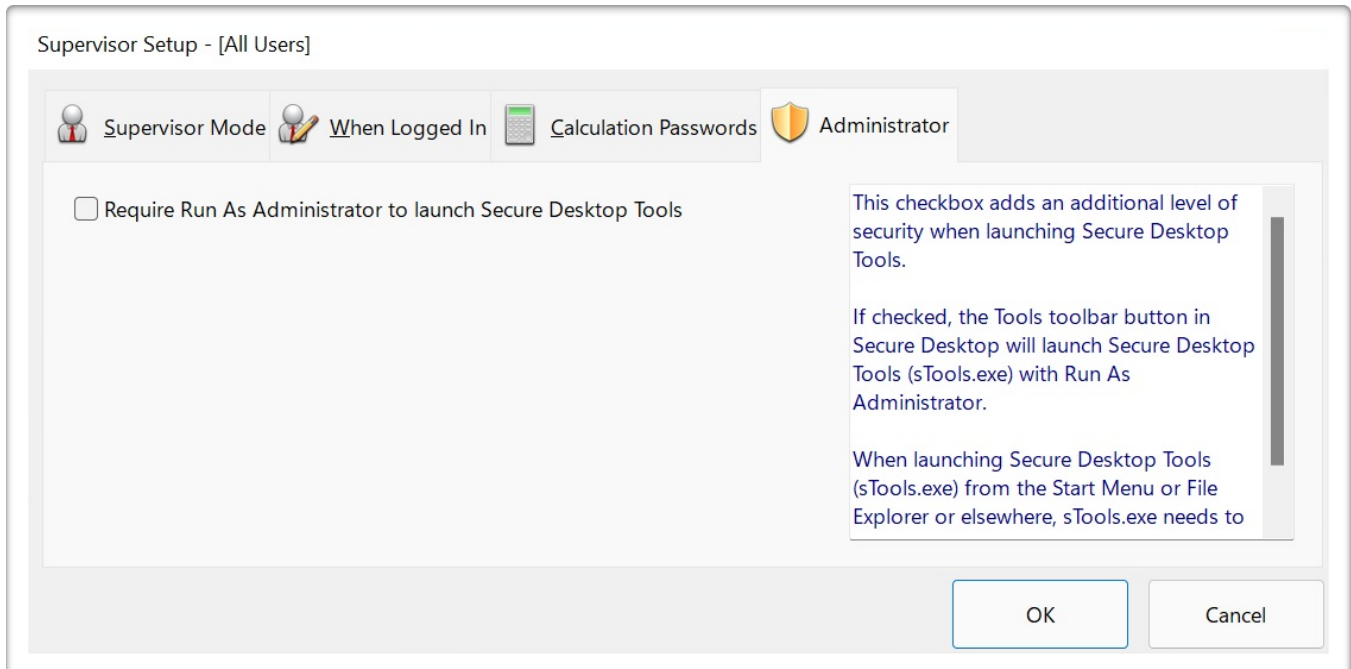 Supervisor Setup - [All Users]
Supervisor Mode
When Logged In
Calculation Passwords
Administrator
Require Run As Administrator to launch Secure Desktop Tools
This checkbox adds an additional level of
security when launching Secure Desktop
Tools.
If checked, the Tools toolbar button in
Secure Desktop will launch Secure Desktop
Tools (sTools.exe) with Run As
Administrator.
When launching Secure Desktop Tools
(sTools.exe) from the Start Menu or File
Explorer or elsewhere, sTools.exe needs to
OK
Cancel